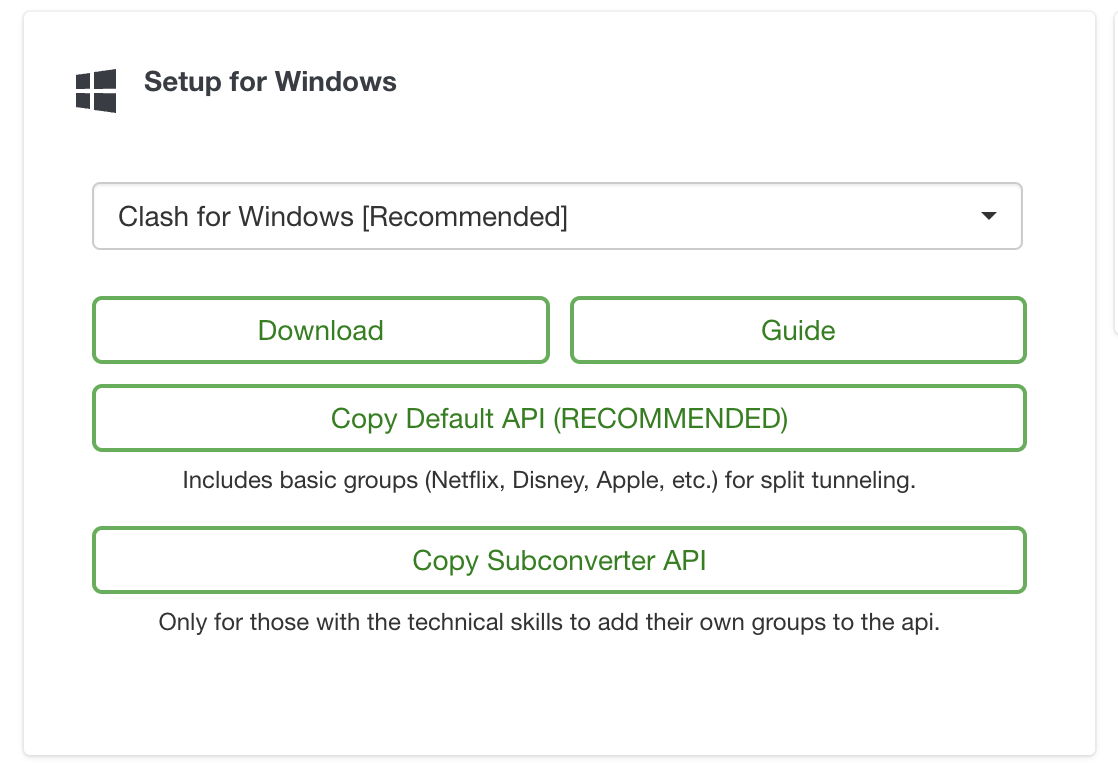 Setup for Windows
Clash for Windows [Recommended]
Download
Guide
Copy Default API (RECOMMENDED)
Includes basic groups (Netflix, Disney, Apple, etc.) for split tunneling.
Copy Subconverter API
Only for those with the technical skills to add their own groups to the api.